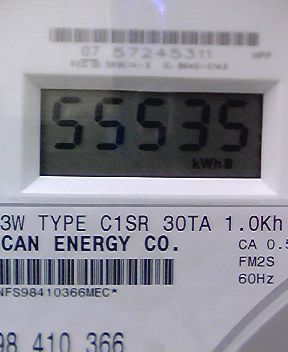 07 57245311
55535
kWh
3W TYPE C1SR 30TA 1.0Kh
CAN ENERGY CO.
CA 0.5
FM2S
60Hz
NFS98410366MEC*
98 410 366